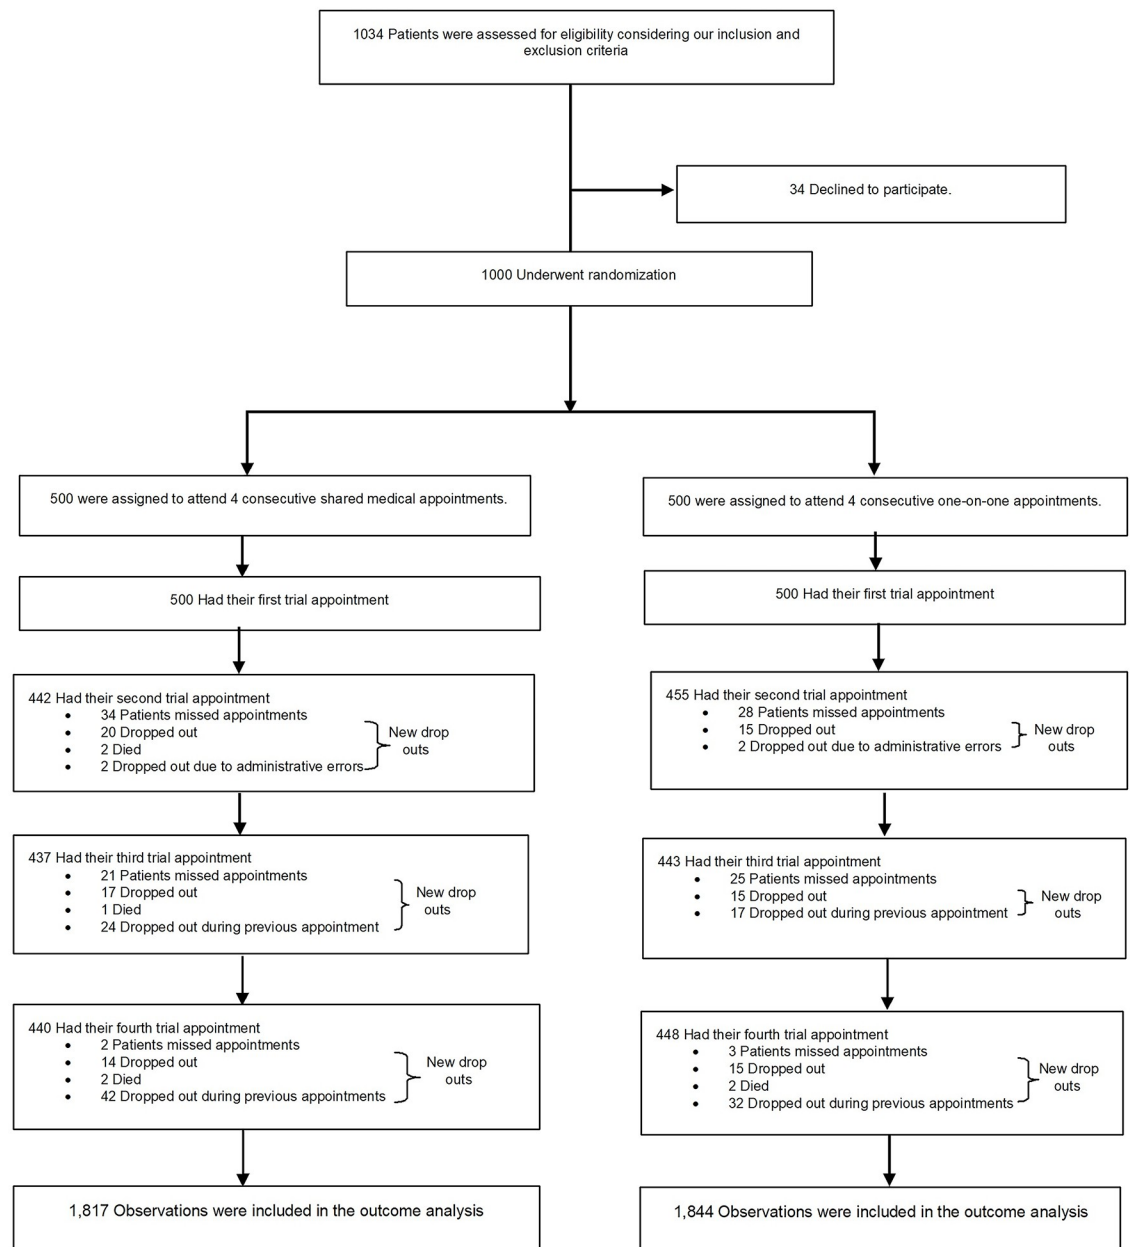 1034 Patients were assessed for eligibility considering our inclusion and
exclusion criteria
34 Declined to participate.
1000 Underwent randomization
500 were assigned to attend 4 consecutive shared medical appointments.
500 were assigned to attend 4 consecutive one-on-one appointments.
500 Had their first trial appointment
500 Had their first trial appointment
442 Had their second trial appointment
• 34 Patients missed appointments
• 20 Dropped out
• 2 Died
• 2 Dropped out due to administrative errors
New drop
outs
455 Had their second trial appointment
• 28 Patients missed appointments
• 15 Dropped out
• 2 Dropped out due to administrative errors
New drop
outs
437 Had their third trial appointment
• 21 Patients missed appointments
• 17 Dropped out
• 1 Died
• 24 Dropped out during previous appointment
New drop
outs
443 Had their third trial appointment
• 25 Patients missed appointments
• 15 Dropped out
• 17 Dropped out during previous appointment
New drop
outs
440 Had their fourth trial appointment
• 2 Patients missed appointments
• 14 Dropped out
• 2 Died
• 42 Dropped out during previous appointments
New drop
outs
448 Had their fourth trial appointment
• 3 Patients missed appointments
• 15 Dropped out
• 2 Died
• 32 Dropped out during previous appointments
New drop
outs
1,817 Observations were included in the outcome analysis
1,844 Observations were included in the outcome analysis